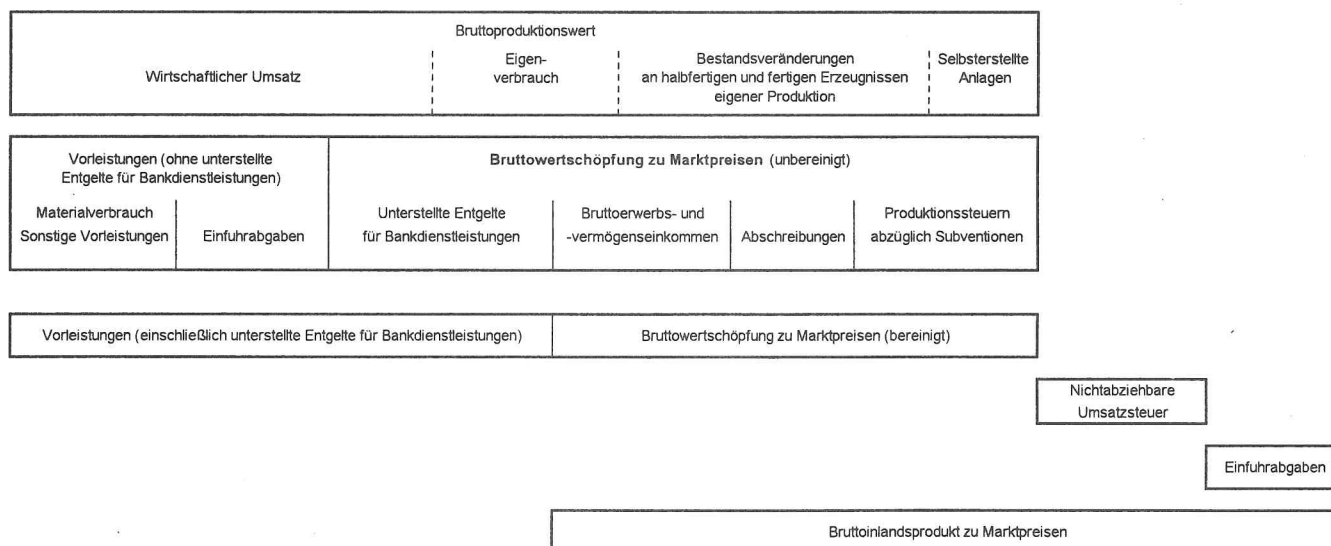 Bruttoproduktionswert
Wirtschaftlicher Umsatz
Eigen-
verbrauch
Bestandsveränderungen
an halbfertigen und fertigen Erzeugnissen
eigener Produktion
Selbsterstellte
Anlagen
Vorleistungen (ohne unterstellte
Entgelte für Bankdienstleistungen)
Bruttowertschöpfung zu Marktpreisen (unbereinigt)
Materialverbrauch
Sonstige Vorleistungen
Einfuhrabgaben
Unterstellte Entgelte
für Bankdienstleistungen
Bruttoerwerbs- und
-vermögenseinkommen
Abschreibungen
Produktionssteuern
abzüglich Subventionen
Vorleistungen (einschließlich unterstellte Entgelte für Bankdienstleistungen)
Bruttowertschöpfung zu Marktpreisen (bereinigt)
Nichtabziehbare
Umsatzsteuer
Einfuhrabgaben
Bruttoinlandsprodukt zu Marktpreisen